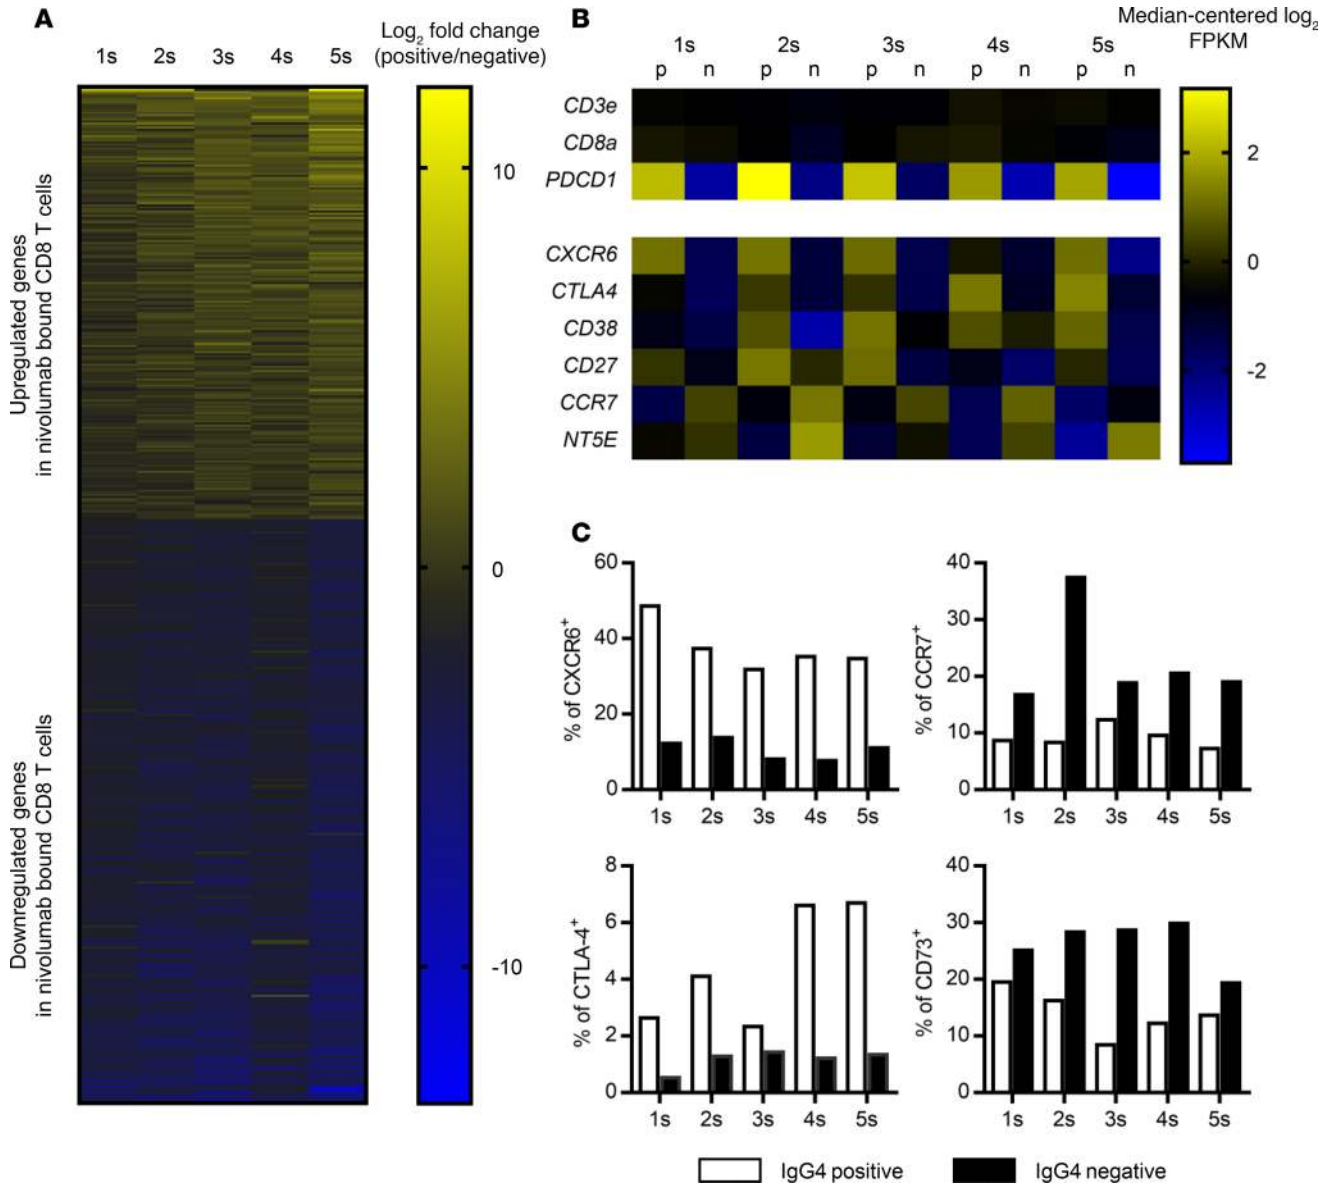 A
Log2 fold change
(positive/negative)
1s 2s 3s 4s 5s
10
0
-10
Upregulated genes
in nivolumab bound CD8 T cells
Downregulated genes
in nivolumab bound CD8 T cells
B
Median-centered log2
FPKM
1s 2s 3s 4s 5s
p n p n p n p n p n
CD3e
CD8a
PDCD1
CXCR6
CTLA4
CD38
CD27
CCR7
NT5E
2
0
-2
C
% of CXCR6+
60
40
20
0
1s 2s 3s 4s 5s
% of CCR7+
40
30
20
10
0
1s 2s 3s 4s 5s
% of CTLA-4+
8
6
4
2
0
1s 2s 3s 4s 5s
% of CD73+
40
30
20
10
0
1s 2s 3s 4s 5s
IgG4 positive
IgG4 negative